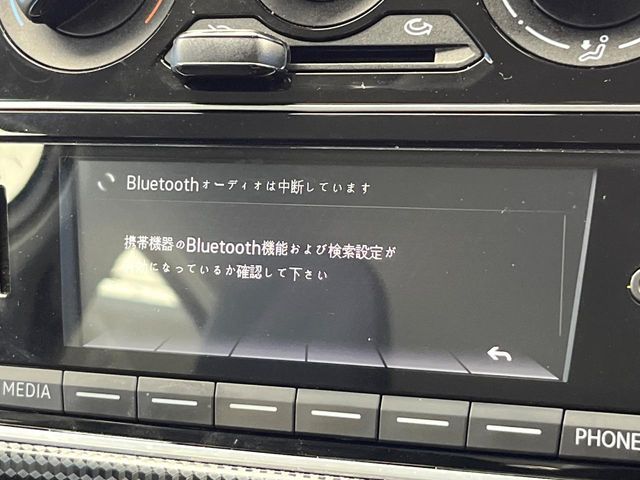 Bluetoothオーディオは中断しています
携帯機器のBluetooth機能および検索設定が
になっているか確認して下さい
MEDIA
PHONE